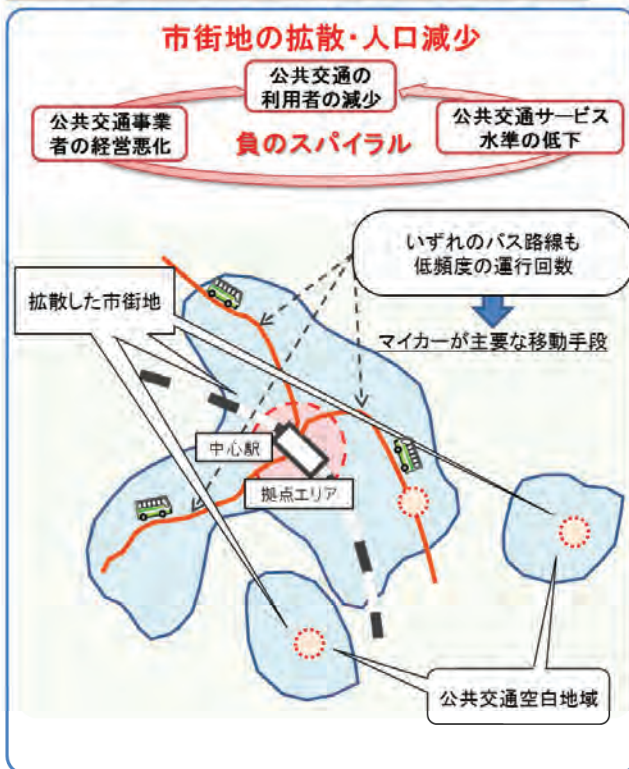 市街地の拡散・人口減少
公共交通の
利用者の減少
公共交通事業
者の経営悪化
負のスパイラル
公共交通サービス
水準の低下
いずれのバス路線も
低頻度の運行回数
拡散した市街地
マイカーが主要な移動手段
中心駅
拠点エリア
公共交通空白地域